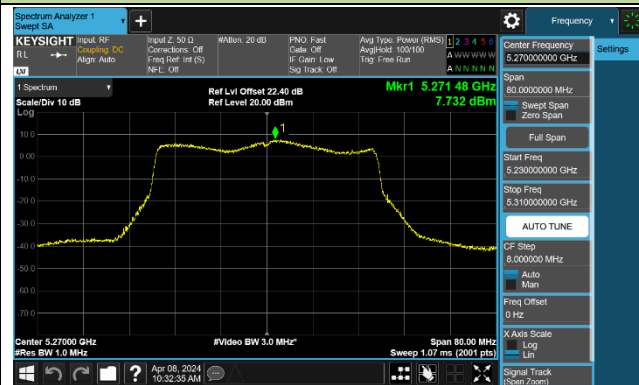 Spectrum Analyzer 1
Swept SA
Frequency
KEYSIGHT
RL
LXI
Input: RF
Coupling: DC
Align: Auto
Input Z: 50 Ω
Corrections: Off
Freq Ref: Int (S)
NFE: Off
#Atten: 20 dB
PNO: Fast
Gate: Off
IF Gain: Low
Sig Track: Off
Avg Type: Power (RMS)
Avg|Hold: 100/100
Trig: Free Run
1 2 3 4 5 6
A W W W W W
A N N N N N
1 Spectrum
Scale/Div 10 dB
Log
Ref Lvl Offset 22.40 dB
Ref Level 20.00 dBm
Mkr1 5.271 48 GHz
7.732 dBm
1
10.0
0.00
-10.0
-20.0
-30.0
-40.0
-50.0
-60.0
-70.0
Center 5.27000 GHz
#Res BW 1.0 MHz
#Video BW 3.0 MHz*
Span 80.00 MHz
Sweep 1.07 ms (2001 pts)
Apr 08, 2024
10:32:35 AM
Center Frequency
5.270000000 GHz
Settings
Span
80.0000000 MHz
Swept Span
Zero Span
Full Span
Start Freq
5.230000000 GHz
Stop Freq
5.310000000 GHz
AUTO TUNE
CF Step
8.000000 MHz
Auto
Man
Freq Offset
0 Hz
X Axis Scale
Log
Lin
Signal Track
(Span Zoom)